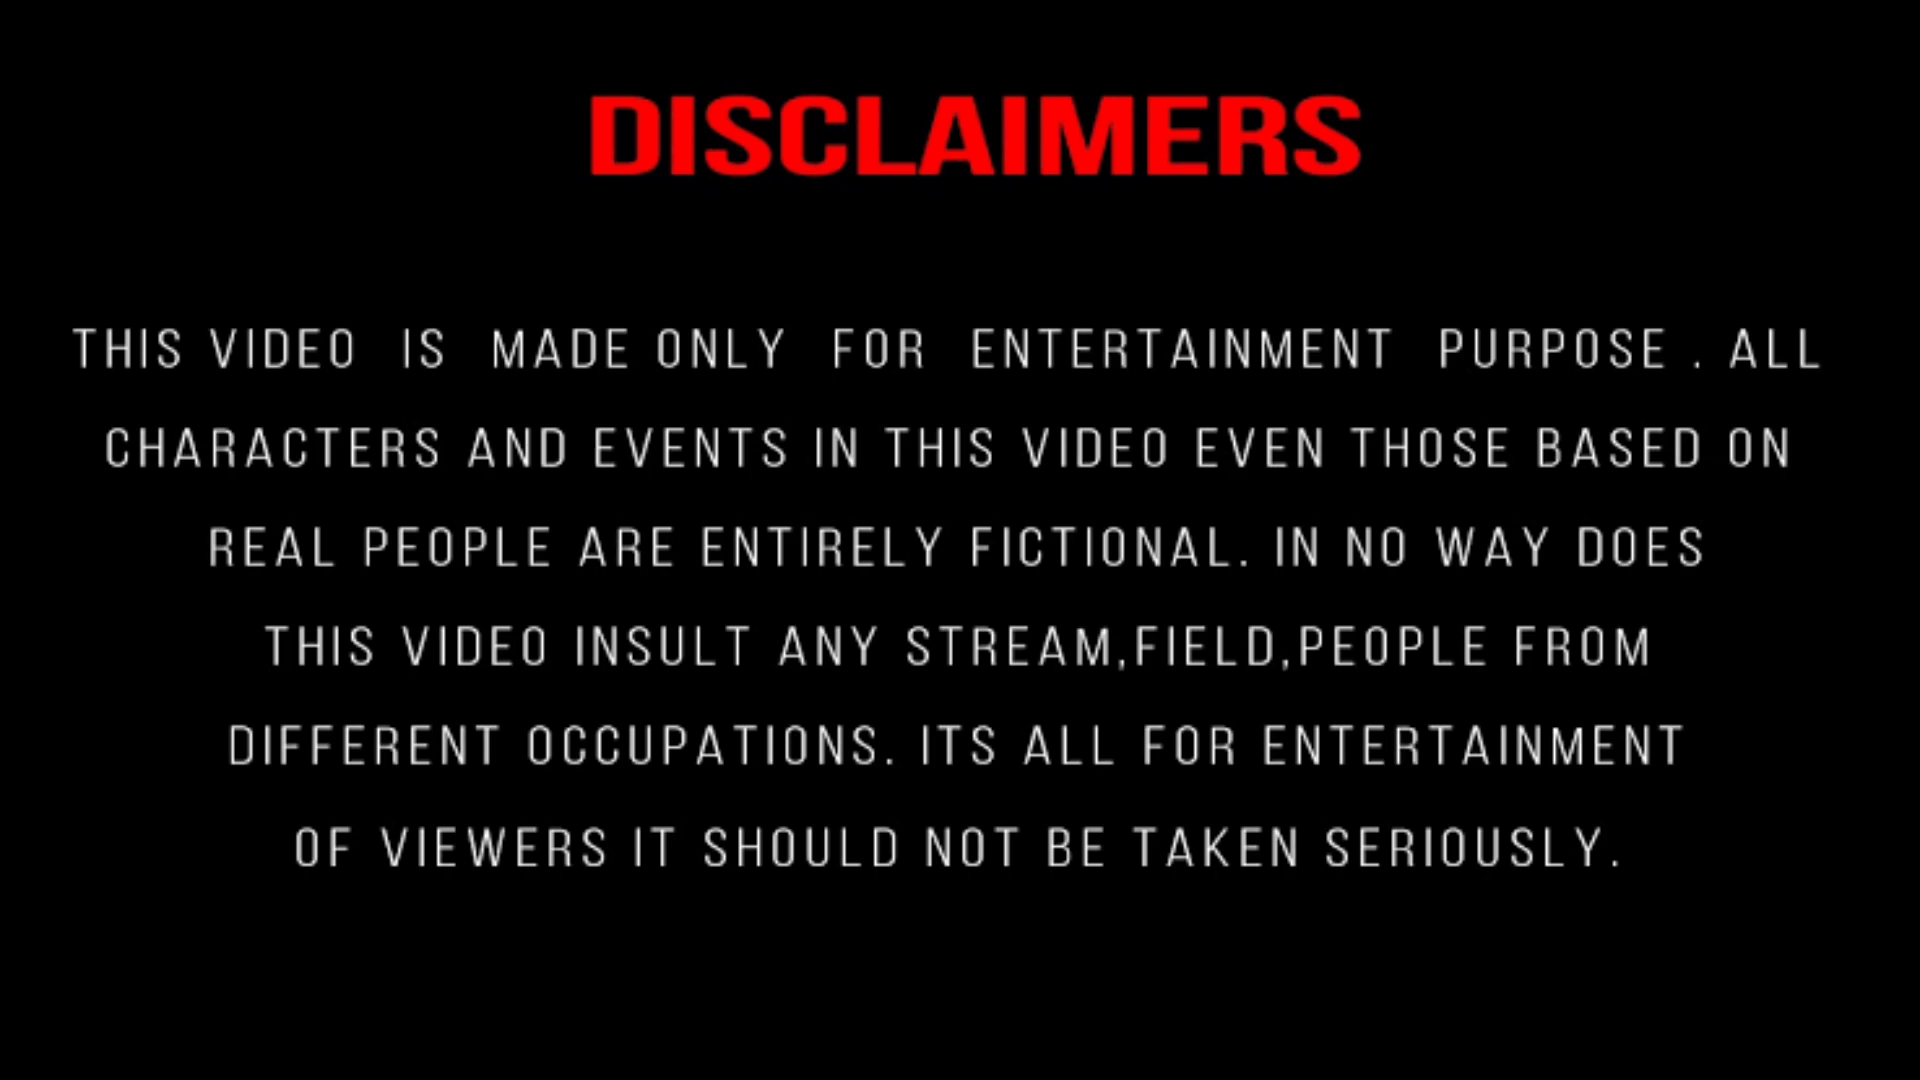 DISCLAIMERS
THIS VIDEO IS MADE ONLY FOR ENTERTAINMENT PURPOSE . ALL
CHARACTERS AND EVENTS IN THIS VIDEO EVEN THOSE BASED ON
REAL PEOPLE ARE ENTIRELY FICTIONAL. IN NO WAY DOES
THIS VIDEO INSULT ANY STREAM,FIELD,PEOPLE FROM
DIFFERENT OCCUPATIONS. ITS ALL FOR ENTERTAINMENT
OF VIEWERS IT SHOULD NOT BE TAKEN SERIOUSLY.